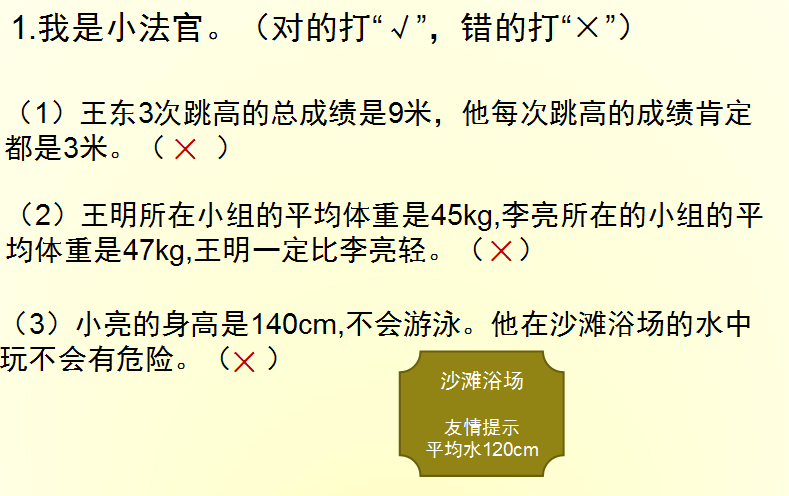 1.我是小法官。（对的打“√”，错的打“×”）
（1）王东3次跳高的总成绩是9米，他每次跳高的成绩肯定
都是3米。（ × ）
（2）王明所在小组的平均体重是45kg,李亮所在的小组的平
均体重是47kg,王明一定比李亮轻。（×）
（3）小亮的身高是140cm,不会游泳。他在沙滩浴场的水中
玩不会有危险。（× ）
沙滩浴场
友情提示
平均水120cm